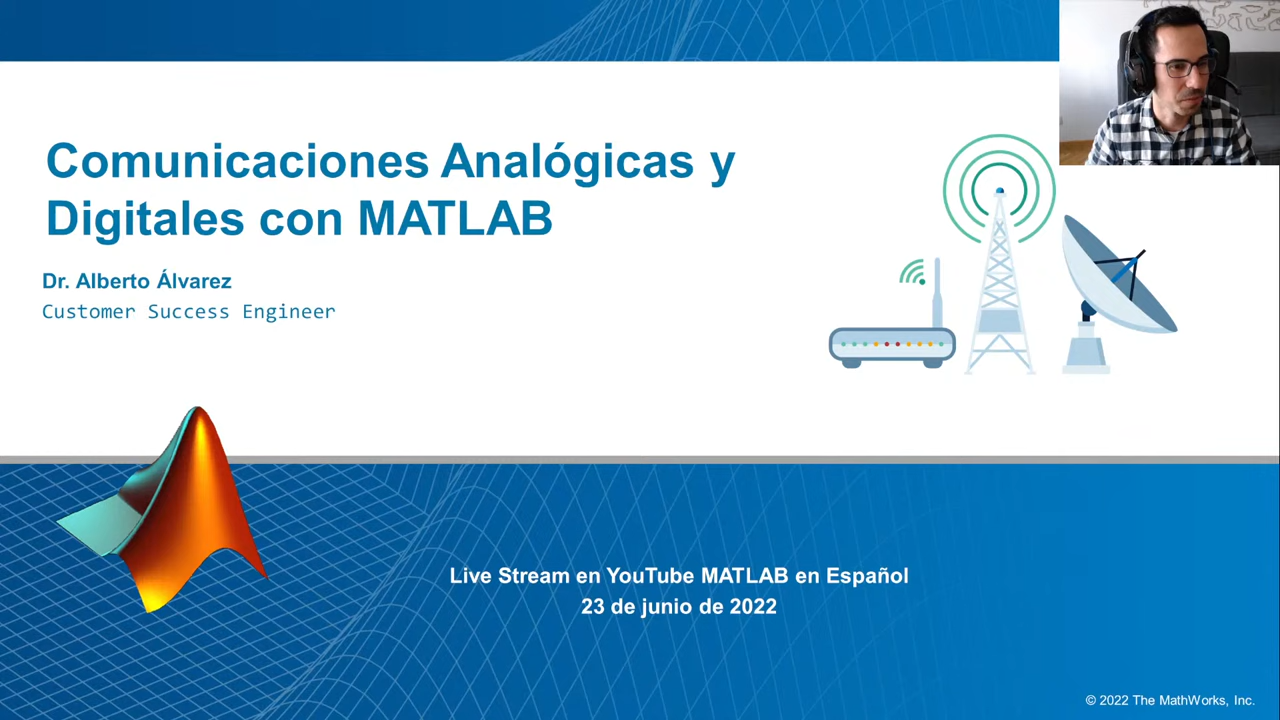 Comunicaciones Analógicas y
Digitales con MATLAB
Dr. Alberto Álvarez
Customer Success Engineer
Live Stream en YouTube MATLAB en Español
23 de junio de 2022
© 2022 The MathWorks, Inc.